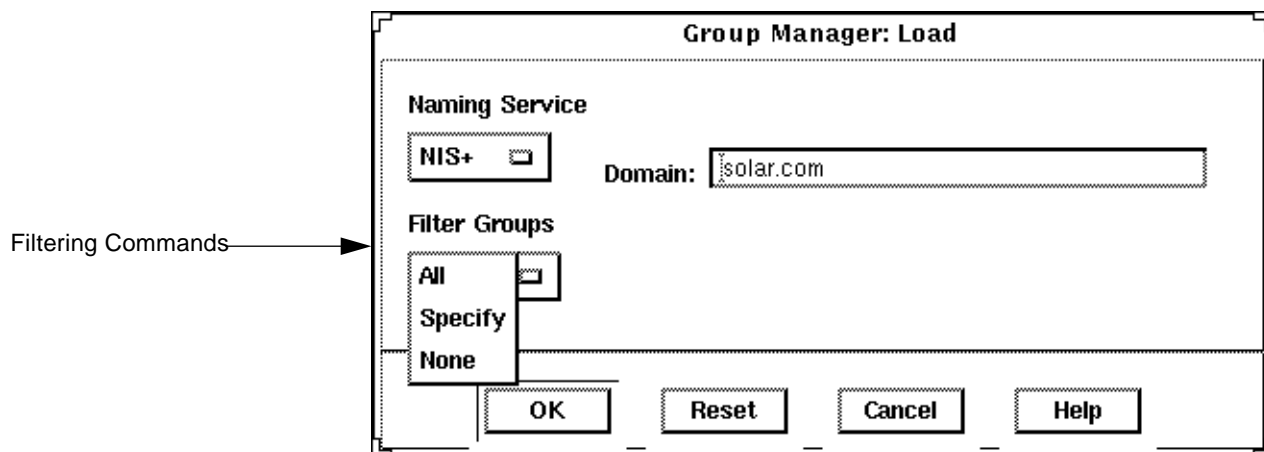 Group Manager: Load
Naming Service
NIS+
Domain: solar.com
Filter Groups
Filtering Commands
All
Specify
None
OK Reset Cancel Help